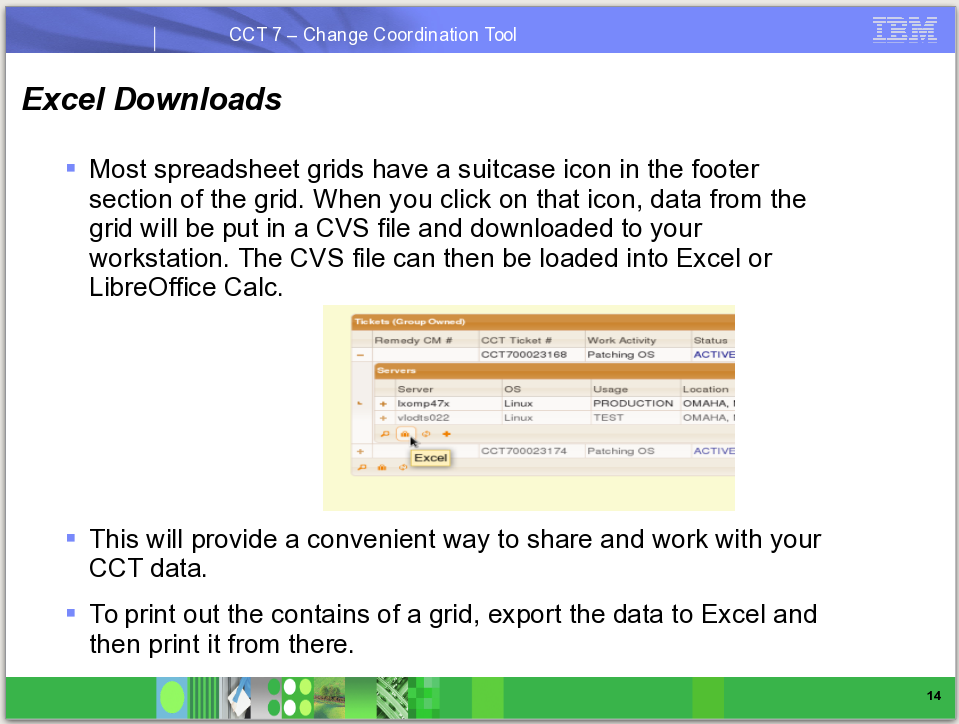 CCT 7 – Change Coordination Tool
IBM
Excel Downloads
Most spreadsheet grids have a suitcase icon in the footer
section of the grid. When you click on that icon, data from the
grid will be put in a CVS file and downloaded to your
workstation. The CVS file can then be loaded into Excel or
LibreOffice Calc.
Tickets (Group Owned)
Remedy CM # CCT Ticket # Work Activity Status
CCT700023168 Patching OS ACTIVE
Servers
Server OS Usage Location
lxomp47x Linux PRODUCTION OMAHA,
vlodts022 Linux TEST OMAHA,
Excel
CCT700023174 Patching OS ACTIVE
This will provide a convenient way to share and work with your
CCT data.
To print out the contains of a grid, export the data to Excel and
then print it from there.
14